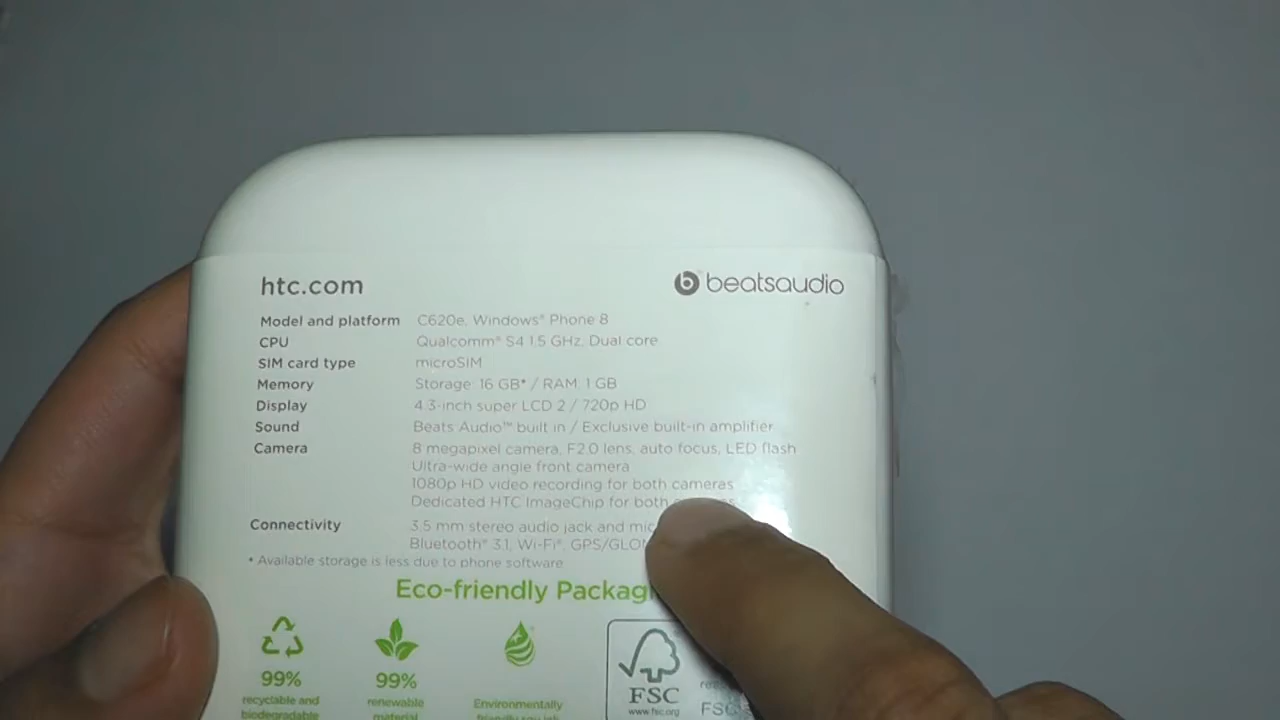 htc.com
beatsaudio
Model and platform C620e, Windows® Phone 8
CPU Qualcomm® S4 1.5 GHz, Dual core
SIM card type microSIM
Memory Storage: 16 GB* / RAM: 1 GB
Display 4.3-inch super LCD 2 / 720p HD
Sound Beats Audio™ built in / Exclusive built-in amplifier
Camera 8 megapixel camera, F2.0 lens, auto focus, LED flash
Ultra-wide angle front camera
1080p HD video recording for both cameras
Dedicated HTC ImageChip for both
Connectivity 3.5 mm stereo audio jack and
Bluetooth® 3.1, Wi-Fi®, GPS/
• Available storage is less due to phone software
Eco-friendly
99%
recyclable and
biodegradable
99%
renewable
material
Environmentally
friendly soy ink
FSC
www.fsc.org
FSC